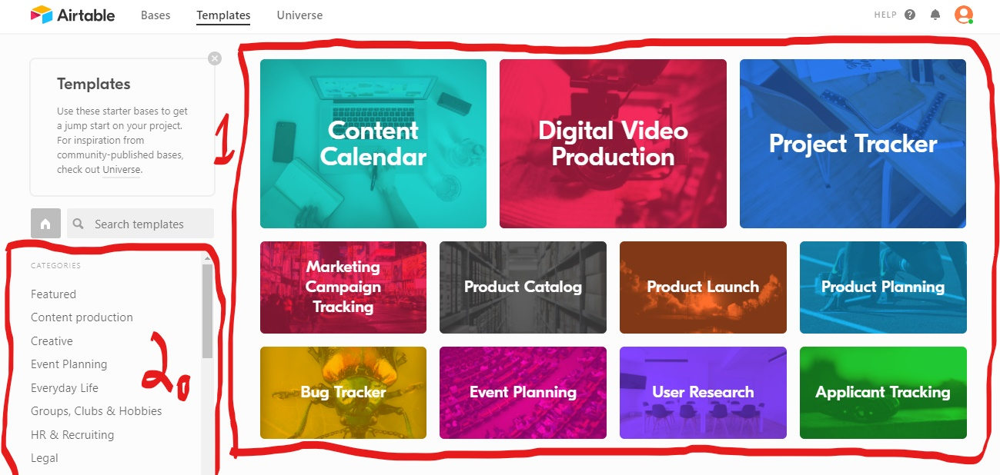 Airtable
Bases
Templates
Universe
HELP ?
Templates
Use these starter bases to get
a jump start on your project.
For inspiration from
community-published bases,
check out Universe.
Search templates
CATEGORIES
Featured
Content production
Creative
Event Planning
Everyday Life
Groups, Clubs & Hobbies
HR & Recruiting
Legal
1
20
Content
Calendar
Digital Video
Production
Project Tracker
Marketing
Campaign
Tracking
Product Catalog
Product Launch
Product Planning
Bug Tracker
Event Planning
User Research
Applicant Tracking